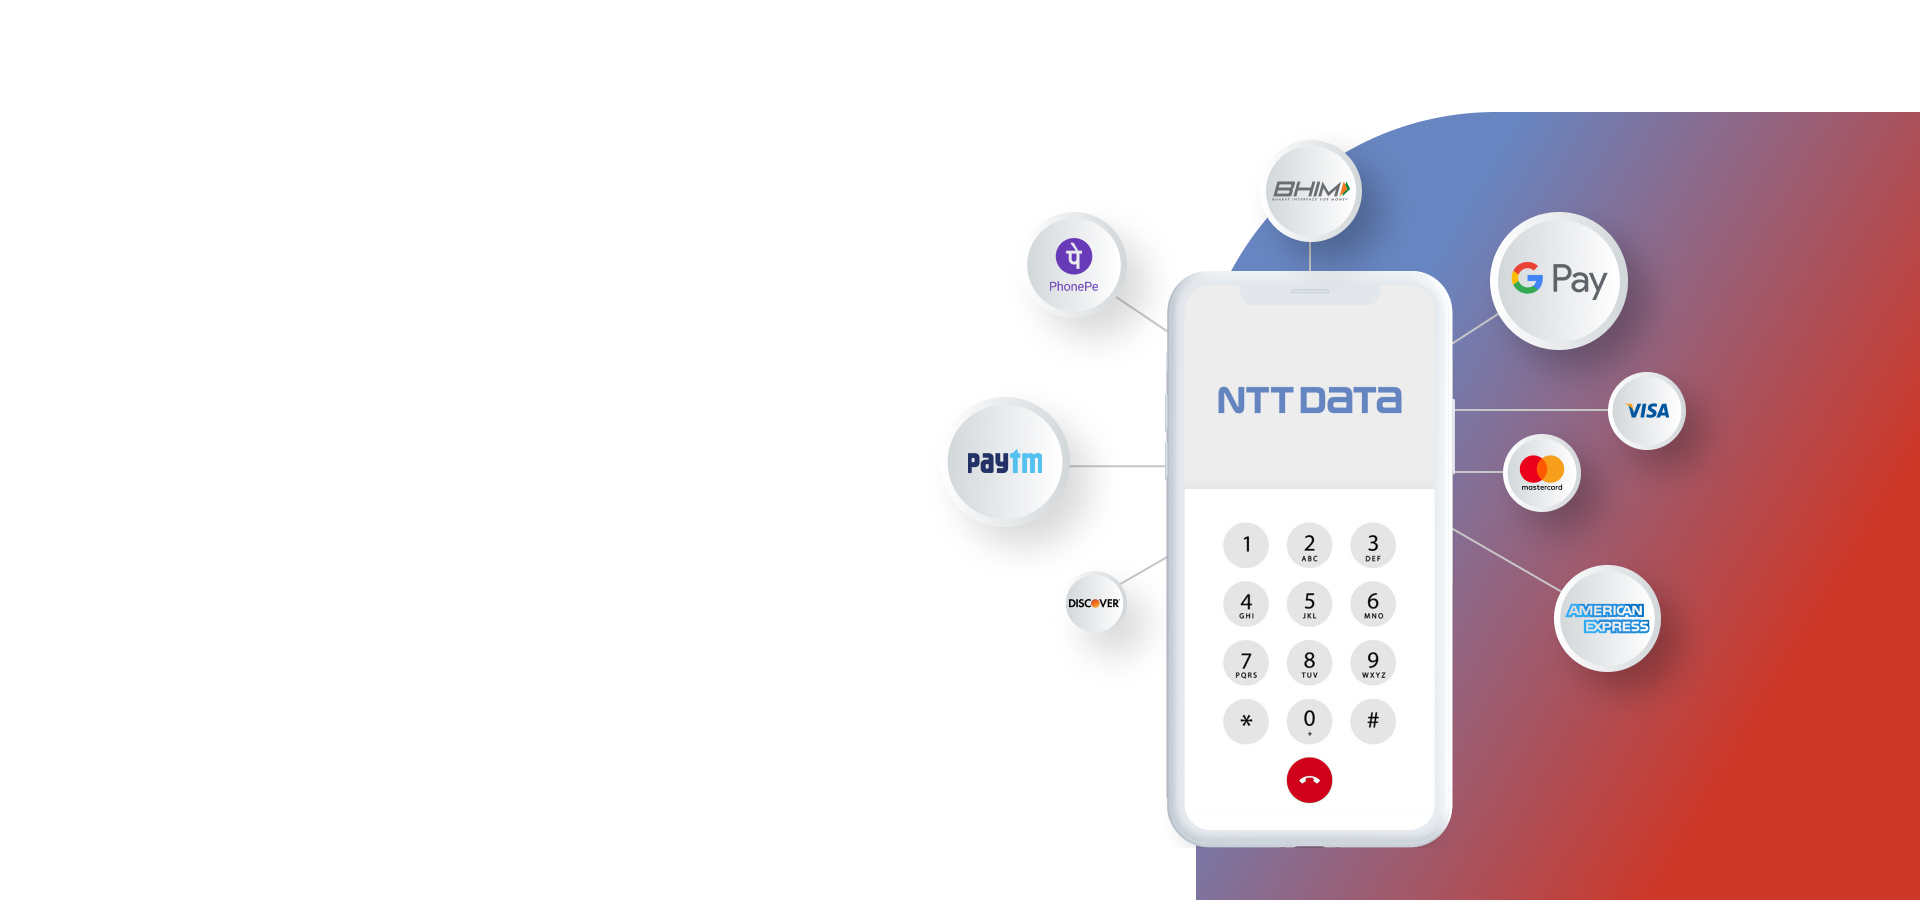 BHIM
BHARAT INTERFACE FOR MONEY
पे
PhonePe
G Pay
NTT DATA
VISA
paytm
mastercard
DISCOVER
AMERICAN
EXPRESS
1
2
ABC
3
DEF
4
GHI
5
JKL
6
MNO
7
PQRS
8
TUV
9
WXYZ
*
0
+
#